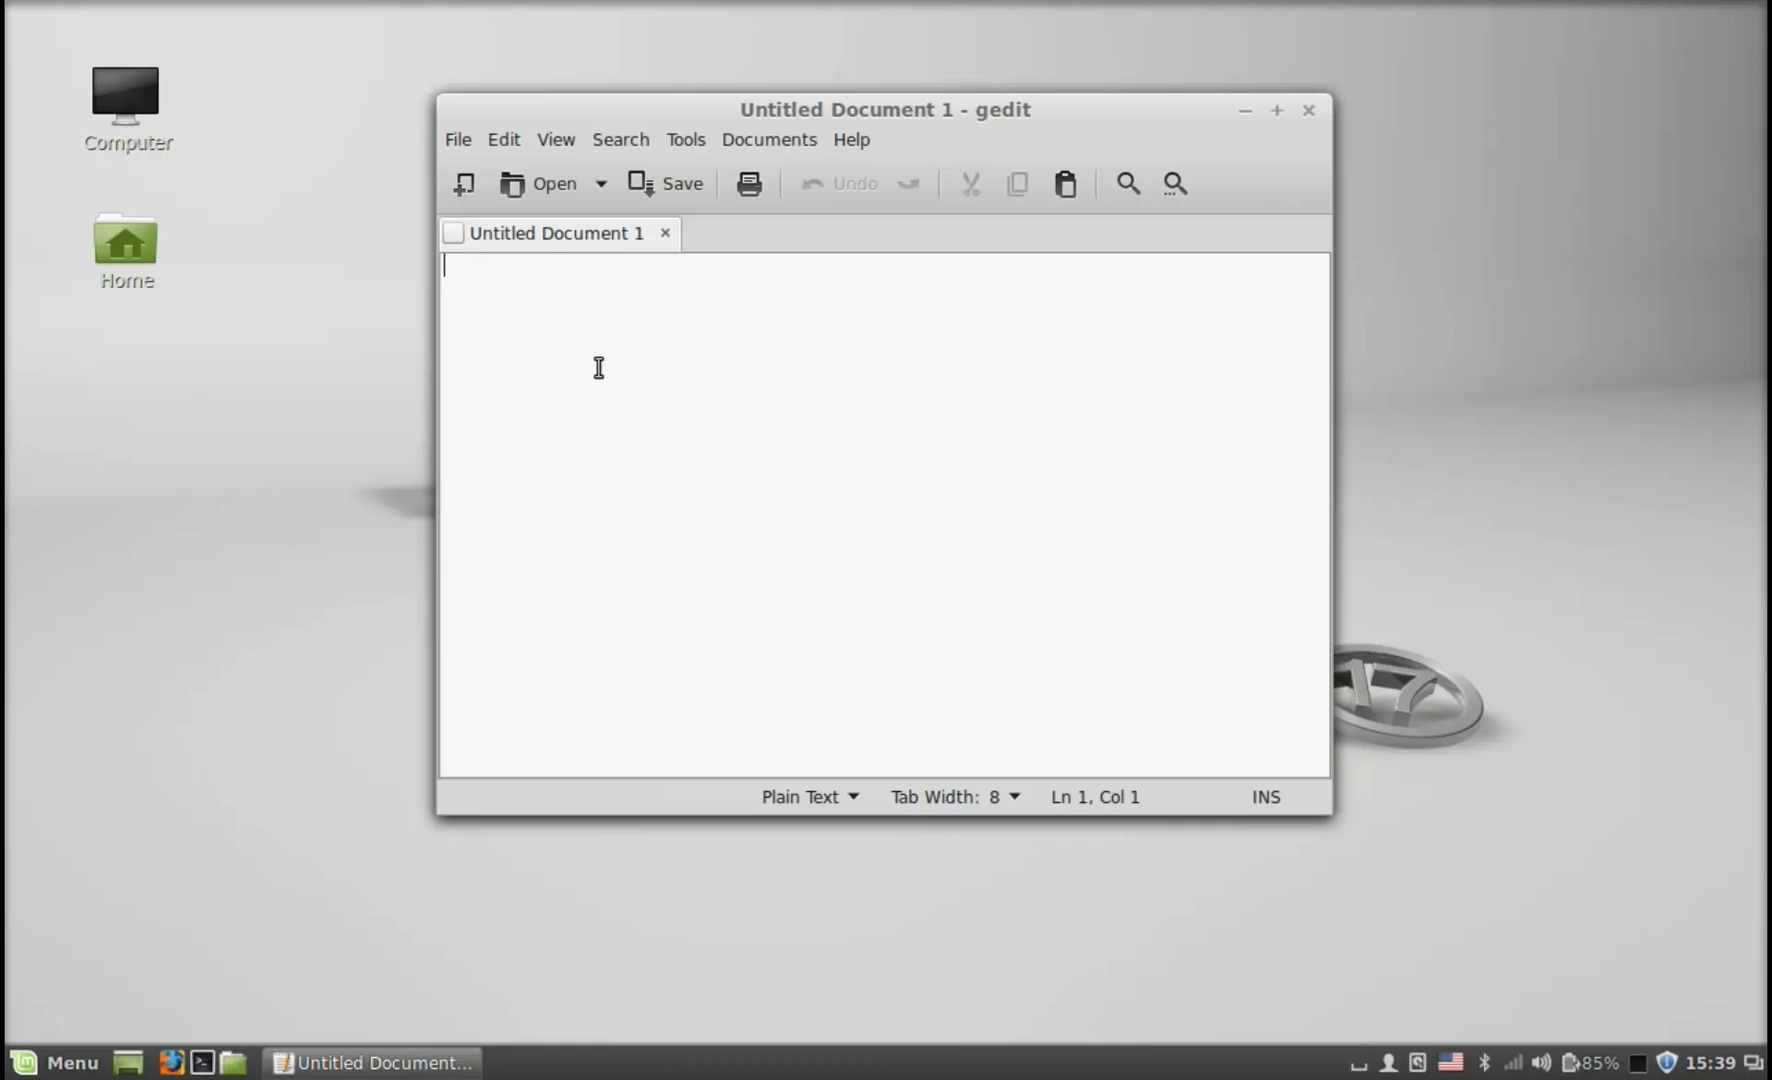 Computer
Home
Untitled Document 1 - gedit
File Edit View Search Tools Documents Help
Open Save Undo
Untitled Document 1
Plain Text Tab Width: 8 Ln 1, Col 1 INS
17
Menu Untitled Document... 85% 15:39